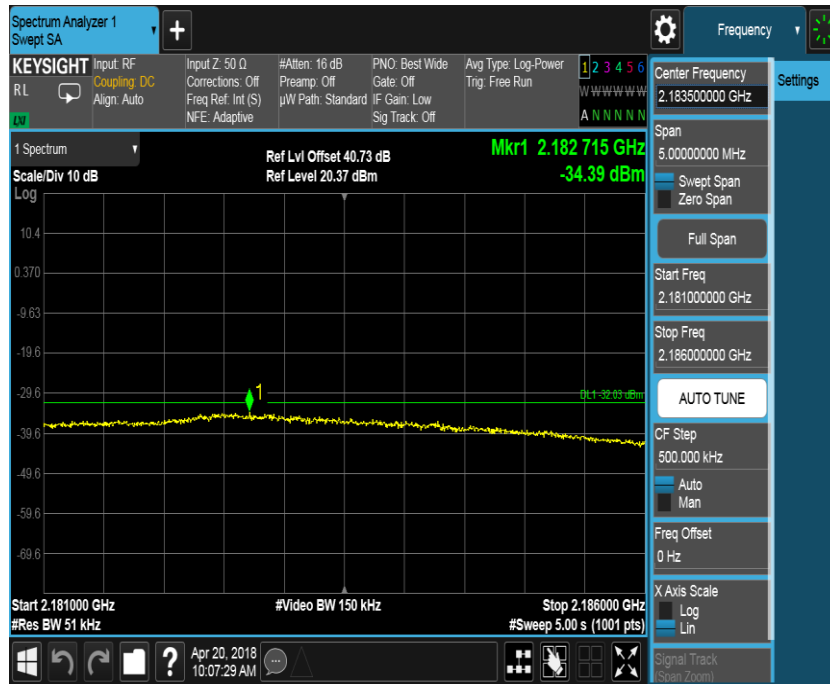 Spectrum Analyzer 1
Swept SA
+
Frequency
KEYSIGHT
RL
LXI
Input: RF
Coupling: DC
Align: Auto
Input Z: 50 Ω
Corrections: Off
Freq Ref: Int (S)
NFE: Adaptive
#Atten: 16 dB
Preamp: Off
µW Path: Standard
PNO: Best Wide
Gate: Off
IF Gain: Low
Sig Track: Off
Avg Type: Log-Power
Trig: Free Run
1 2 3 4 5 6
W W W W W W
A N N N N N
1 Spectrum
Scale/Div 10 dB
Log
Ref Lvl Offset 40.73 dB
Ref Level 20.37 dBm
Mkr1 2.182 715 GHz
-34.39 dBm
10.4
0.370
-9.63
-19.6
-29.6
-39.6
-49.6
-59.6
-69.6
1
DL1 -32.03 dBm
Start 2.181000 GHz
#Res BW 51 kHz
#Video BW 150 kHz
Stop 2.186000 GHz
#Sweep 5.00 s (1001 pts)
Center Frequency
2.183500000 GHz
Settings
Span
5.00000000 MHz
Swept Span
Zero Span
Full Span
Start Freq
2.181000000 GHz
Stop Freq
2.186000000 GHz
AUTO TUNE
CF Step
500.000 kHz
Auto
Man
Freq Offset
0 Hz
X Axis Scale
Log
Lin
Signal Track
(Span Zoom)
?
Apr 20, 2018
10:07:29 AM